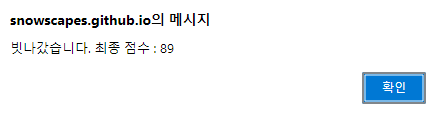 snowscapes.github.io의 메시지
빗나갔습니다. 최종 점수 : 89
확인